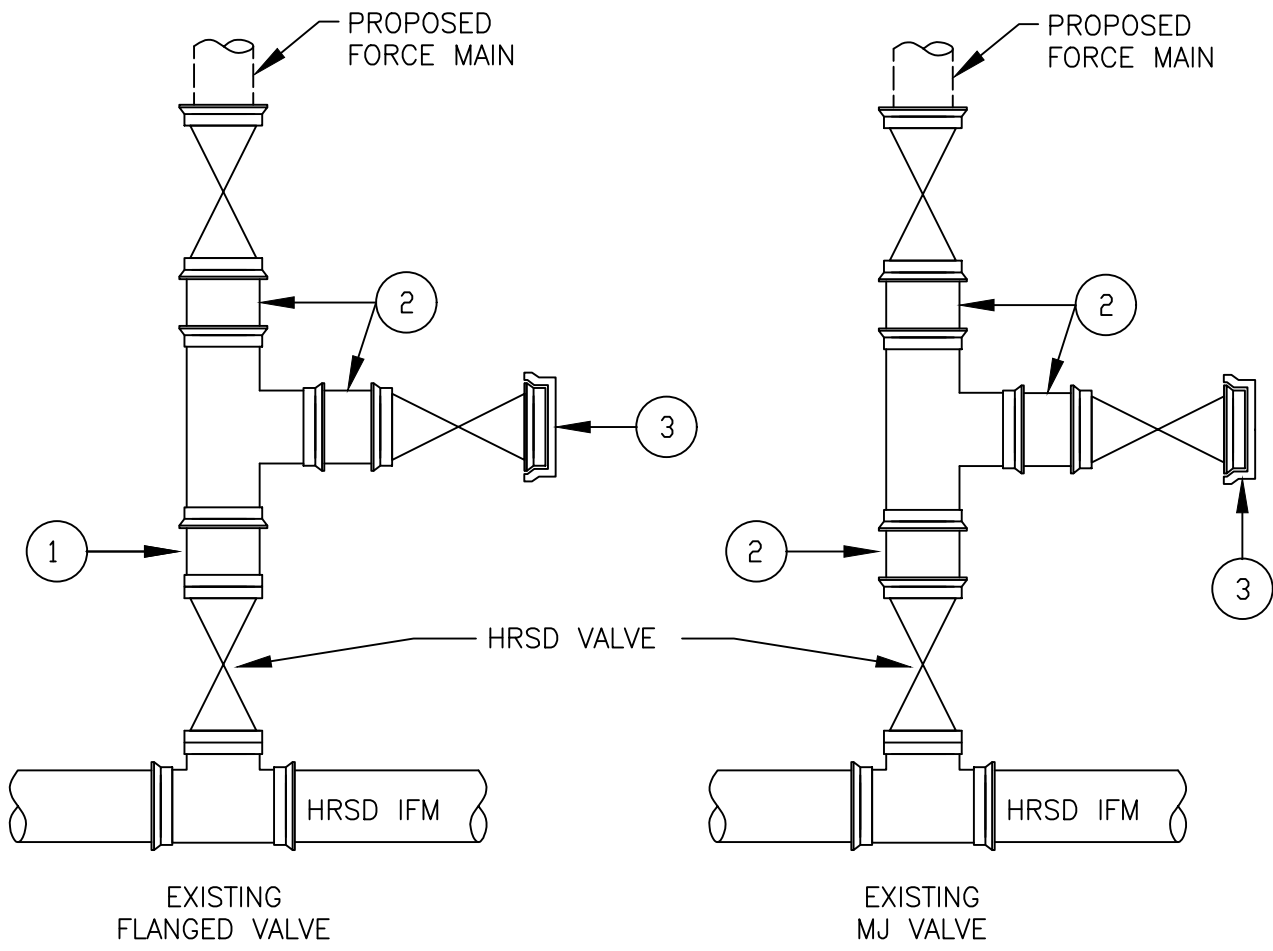 PROPOSED
FORCE MAIN
PROPOSED
FORCE MAIN
2
2
3
1
2
3
HRSD VALVE
HRSD IFM
HRSD IFM
EXISTING
FLANGED VALVE
EXISTING
MJ VALVE